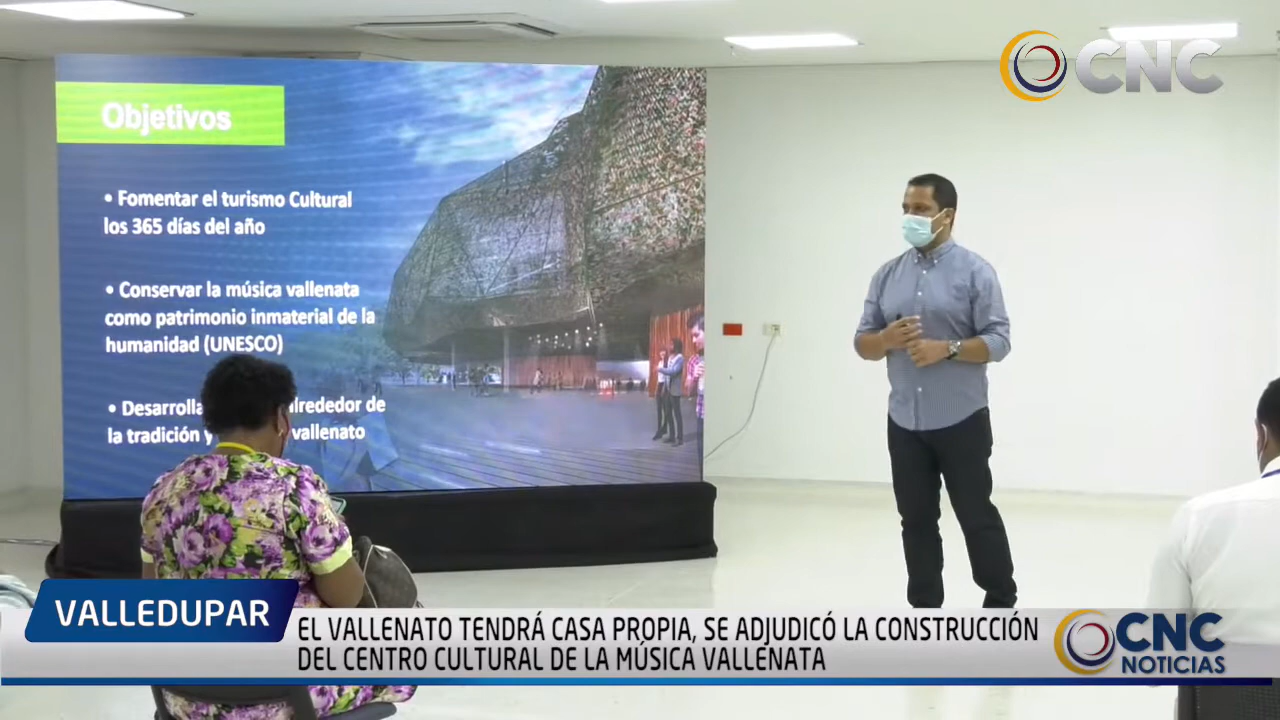 CNC
Objetivos
• Fomentar el turismo Cultural
los 365 días del año
• Conservar la música vallenata
como patrimonio inmaterial de la
humanidad (UNESCO)
• Desarrolla alrededor de
la tradición y vallenato
VALLEDUPAR
EL VALLENATO TENDRÁ CASA PROPIA, SE ADJUDICÓ LA CONSTRUCCIÓN
DEL CENTRO CULTURAL DE LA MÚSICA VALLENATA
CNC
NOTICIAS